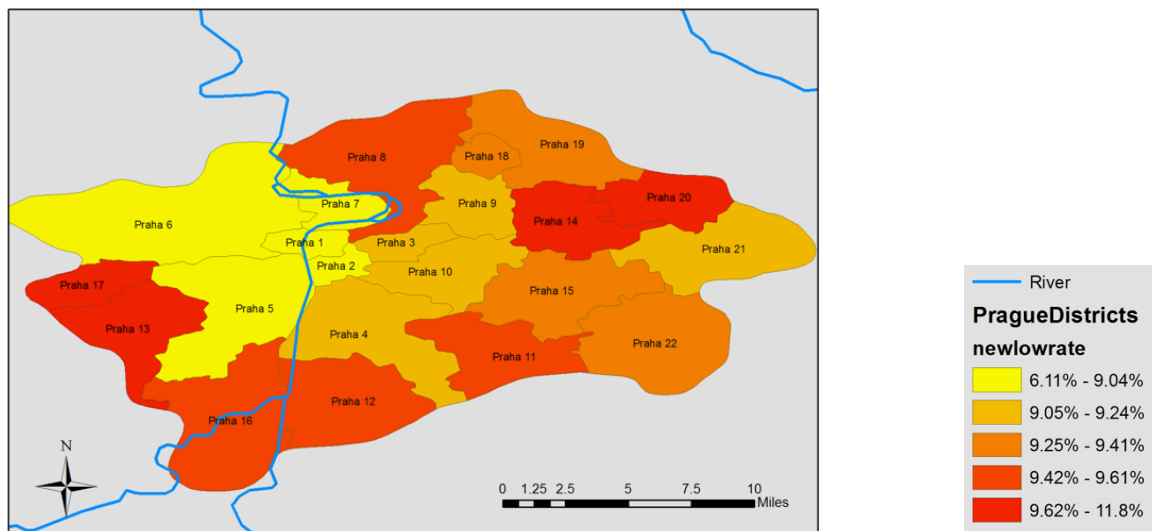 Praha 19
Praha 8
Praha 18
Praha 20
Praha 7
Praha 9
Praha 14
Praha 6
Praha 1
Praha 3
Praha 21
Praha 2
Praha 10
Praha 17
Praha 15
Praha 5
Praha 13
Praha 4
Praha 22
Praha 11
Praha 12
Praha 16
N
0 1.25 2.5 5 7.5 10
Miles
River
PragueDistricts
newlowrate
6.11% - 9.04%
9.05% - 9.24%
9.25% - 9.41%
9.42% - 9.61%
9.62% - 11.8%